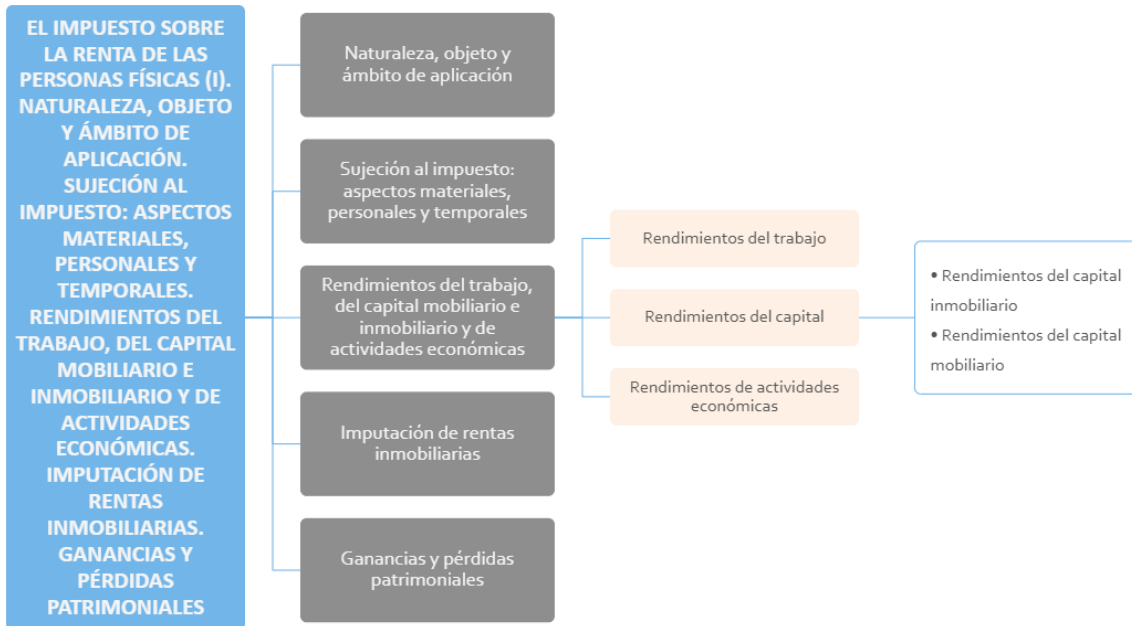 EL IMPUESTO SOBRE
LA RENTA DE LAS
PERSONAS FÍSICAS (I).
NATURALEZA, OBJETO
Y ÁMBITO DE
APLICACIÓN.
SUJECIÓN AL
IMPUESTO: ASPECTOS
MATERIALES,
PERSONALES Y
TEMPORALES.
RENDIMIENTOS DEL
TRABAJO, DEL CAPITAL
MOBILIARIO E
INMOBILIARIO Y DE
ACTIVIDADES
ECONÓMICAS.
IMPUTACIÓN DE
RENTAS
INMOBILIARIAS.
GANANCIAS Y
PÉRDIDAS
PATRIMONIALES
Naturaleza, objeto y
ámbito de aplicación
Sujeción al impuesto:
aspectos materiales,
personales y temporales
Rendimientos del trabajo,
del capital mobiliario e
inmobiliario y de
actividades económicas
Imputación de rentas
inmobiliarias
Ganancias y pérdidas
patrimoniales
Rendimientos del trabajo
Rendimientos del capital
Rendimientos de actividades
económicas
• Rendimientos del capital
inmobiliario
• Rendimientos del capital
mobiliario